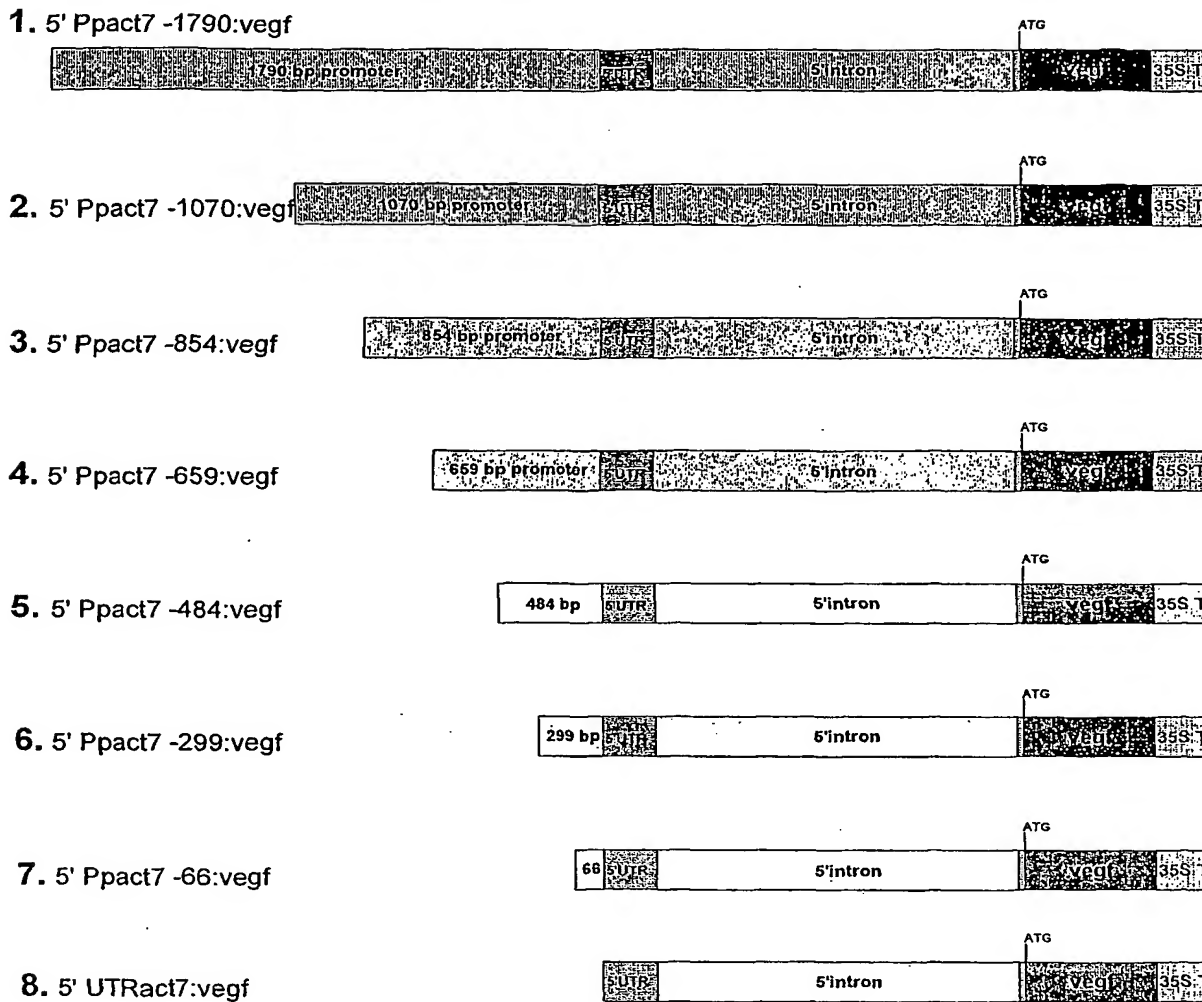 1. 5' Ppact7 -1790:vegf
ATG
1790 bp promoter 5'UTR 5'intron vegf 35S T
ATG
2. 5' Ppact7 -1070:vegf 1070 bp promoter 5'UTR 5'intron vegf 35S T
ATG
3. 5' Ppact7 -854:vegf 854 bp promoter 5'UTR 5'intron vegf 35S T
ATG
4. 5' Ppact7 -659:vegf 659 bp promoter 5'UTR 5'intron vegf 35S T
ATG
5. 5' Ppact7 -484:vegf 484 bp 5'UTR 5'intron vegf 35S T
ATG
6. 5' Ppact7 -299:vegf 299 bp 5'UTR 5'intron vegf 35S T
ATG
7. 5' Ppact7 -66:vegf 66 5'UTR 5'intron vegf 35S T
ATG
8. 5' UTRact7:vegf 5'UTR 5'intron vegf 35S T